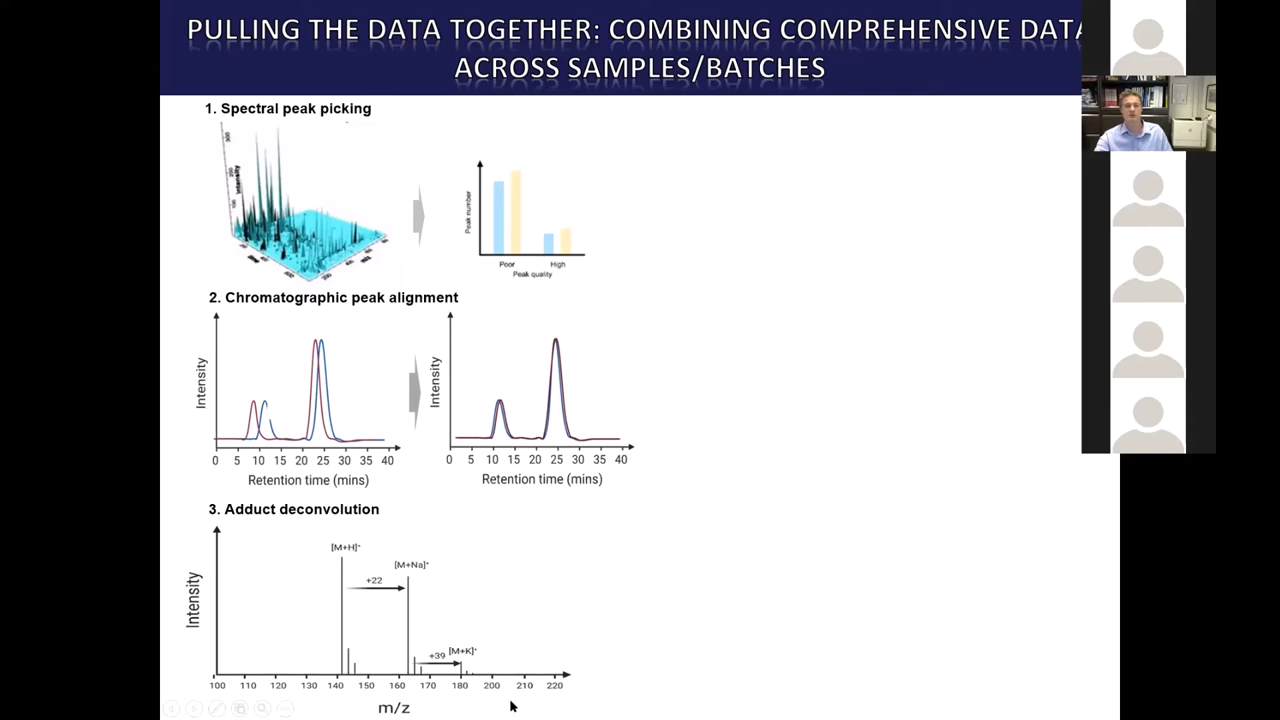 PULLING THE DATA TOGETHER: COMBINING COMPREHENSIVE DATA
ACROSS SAMPLES/BATCHES
1. Spectral peak picking
Intensity
Peak number
Poor
High
Peak quality
2. Chromatographic peak alignment
Intensity
0 5 10 15 20 25 30 35 40
Retention time (mins)
Intensity
0 5 10 15 20 25 30 35 40
Retention time (mins)
3. Adduct deconvolution
Intensity
[M+H]⁺
[M+Na]⁺
+22
+39
[M+K]⁺
100 110 120 130 140 150 160 170 180 200 210 220
m/z